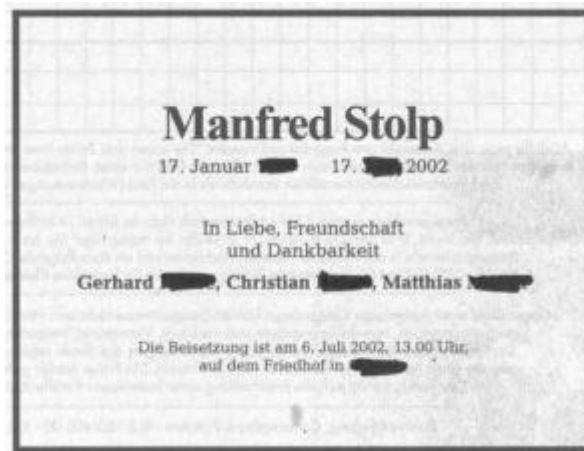 Manfred Stolp
17. Januar 17. 2002
In Liebe, Freundschaft
und Dankbarkeit
Gerhard , Christian , Matthias
Die Beisetzung ist am 6. Juli 2002, 13.00 Uhr,
auf dem Friedhof in